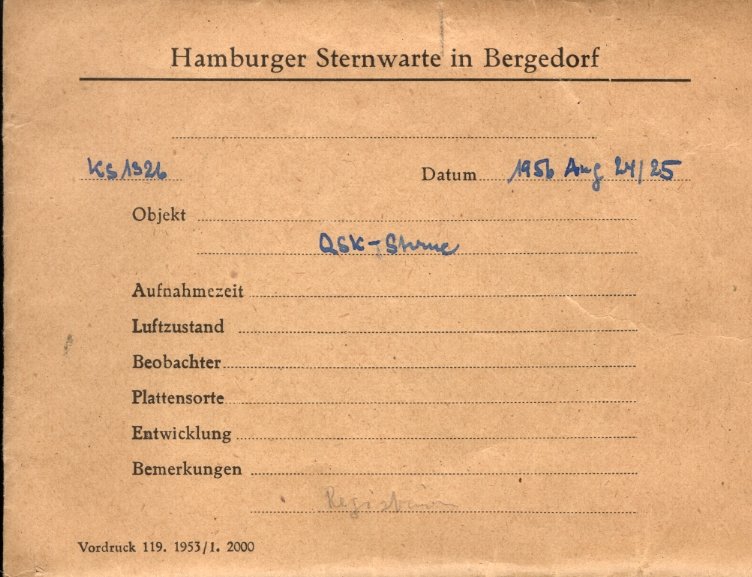 Hamburger Sternwarte in Bergedorf
KS 1326 Datum 1956 Aug 24/25
Objekt
QSK-Sterne
Aufnahmezeit
Luftzustand
Beobachter
Plattensorte
Entwicklung
Bemerkungen
Vordruck 119. 1953/1. 2000